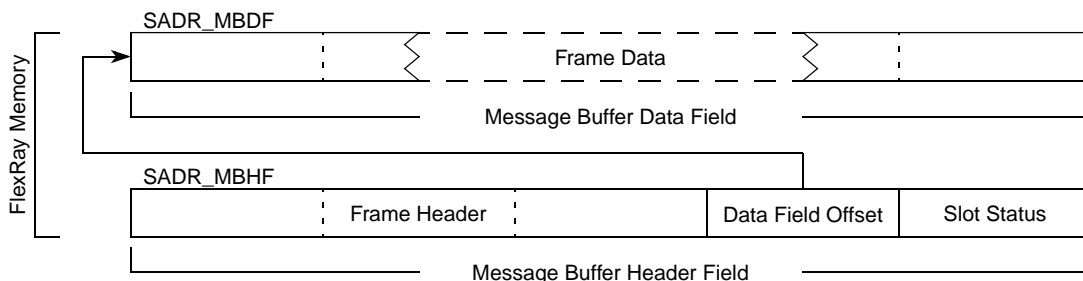 SADR_MBDF
Frame Data
Message Buffer Data Field
FlexRay Memory
SADR_MBHF
Frame Header
Data Field Offset
Slot Status
Message Buffer Header Field